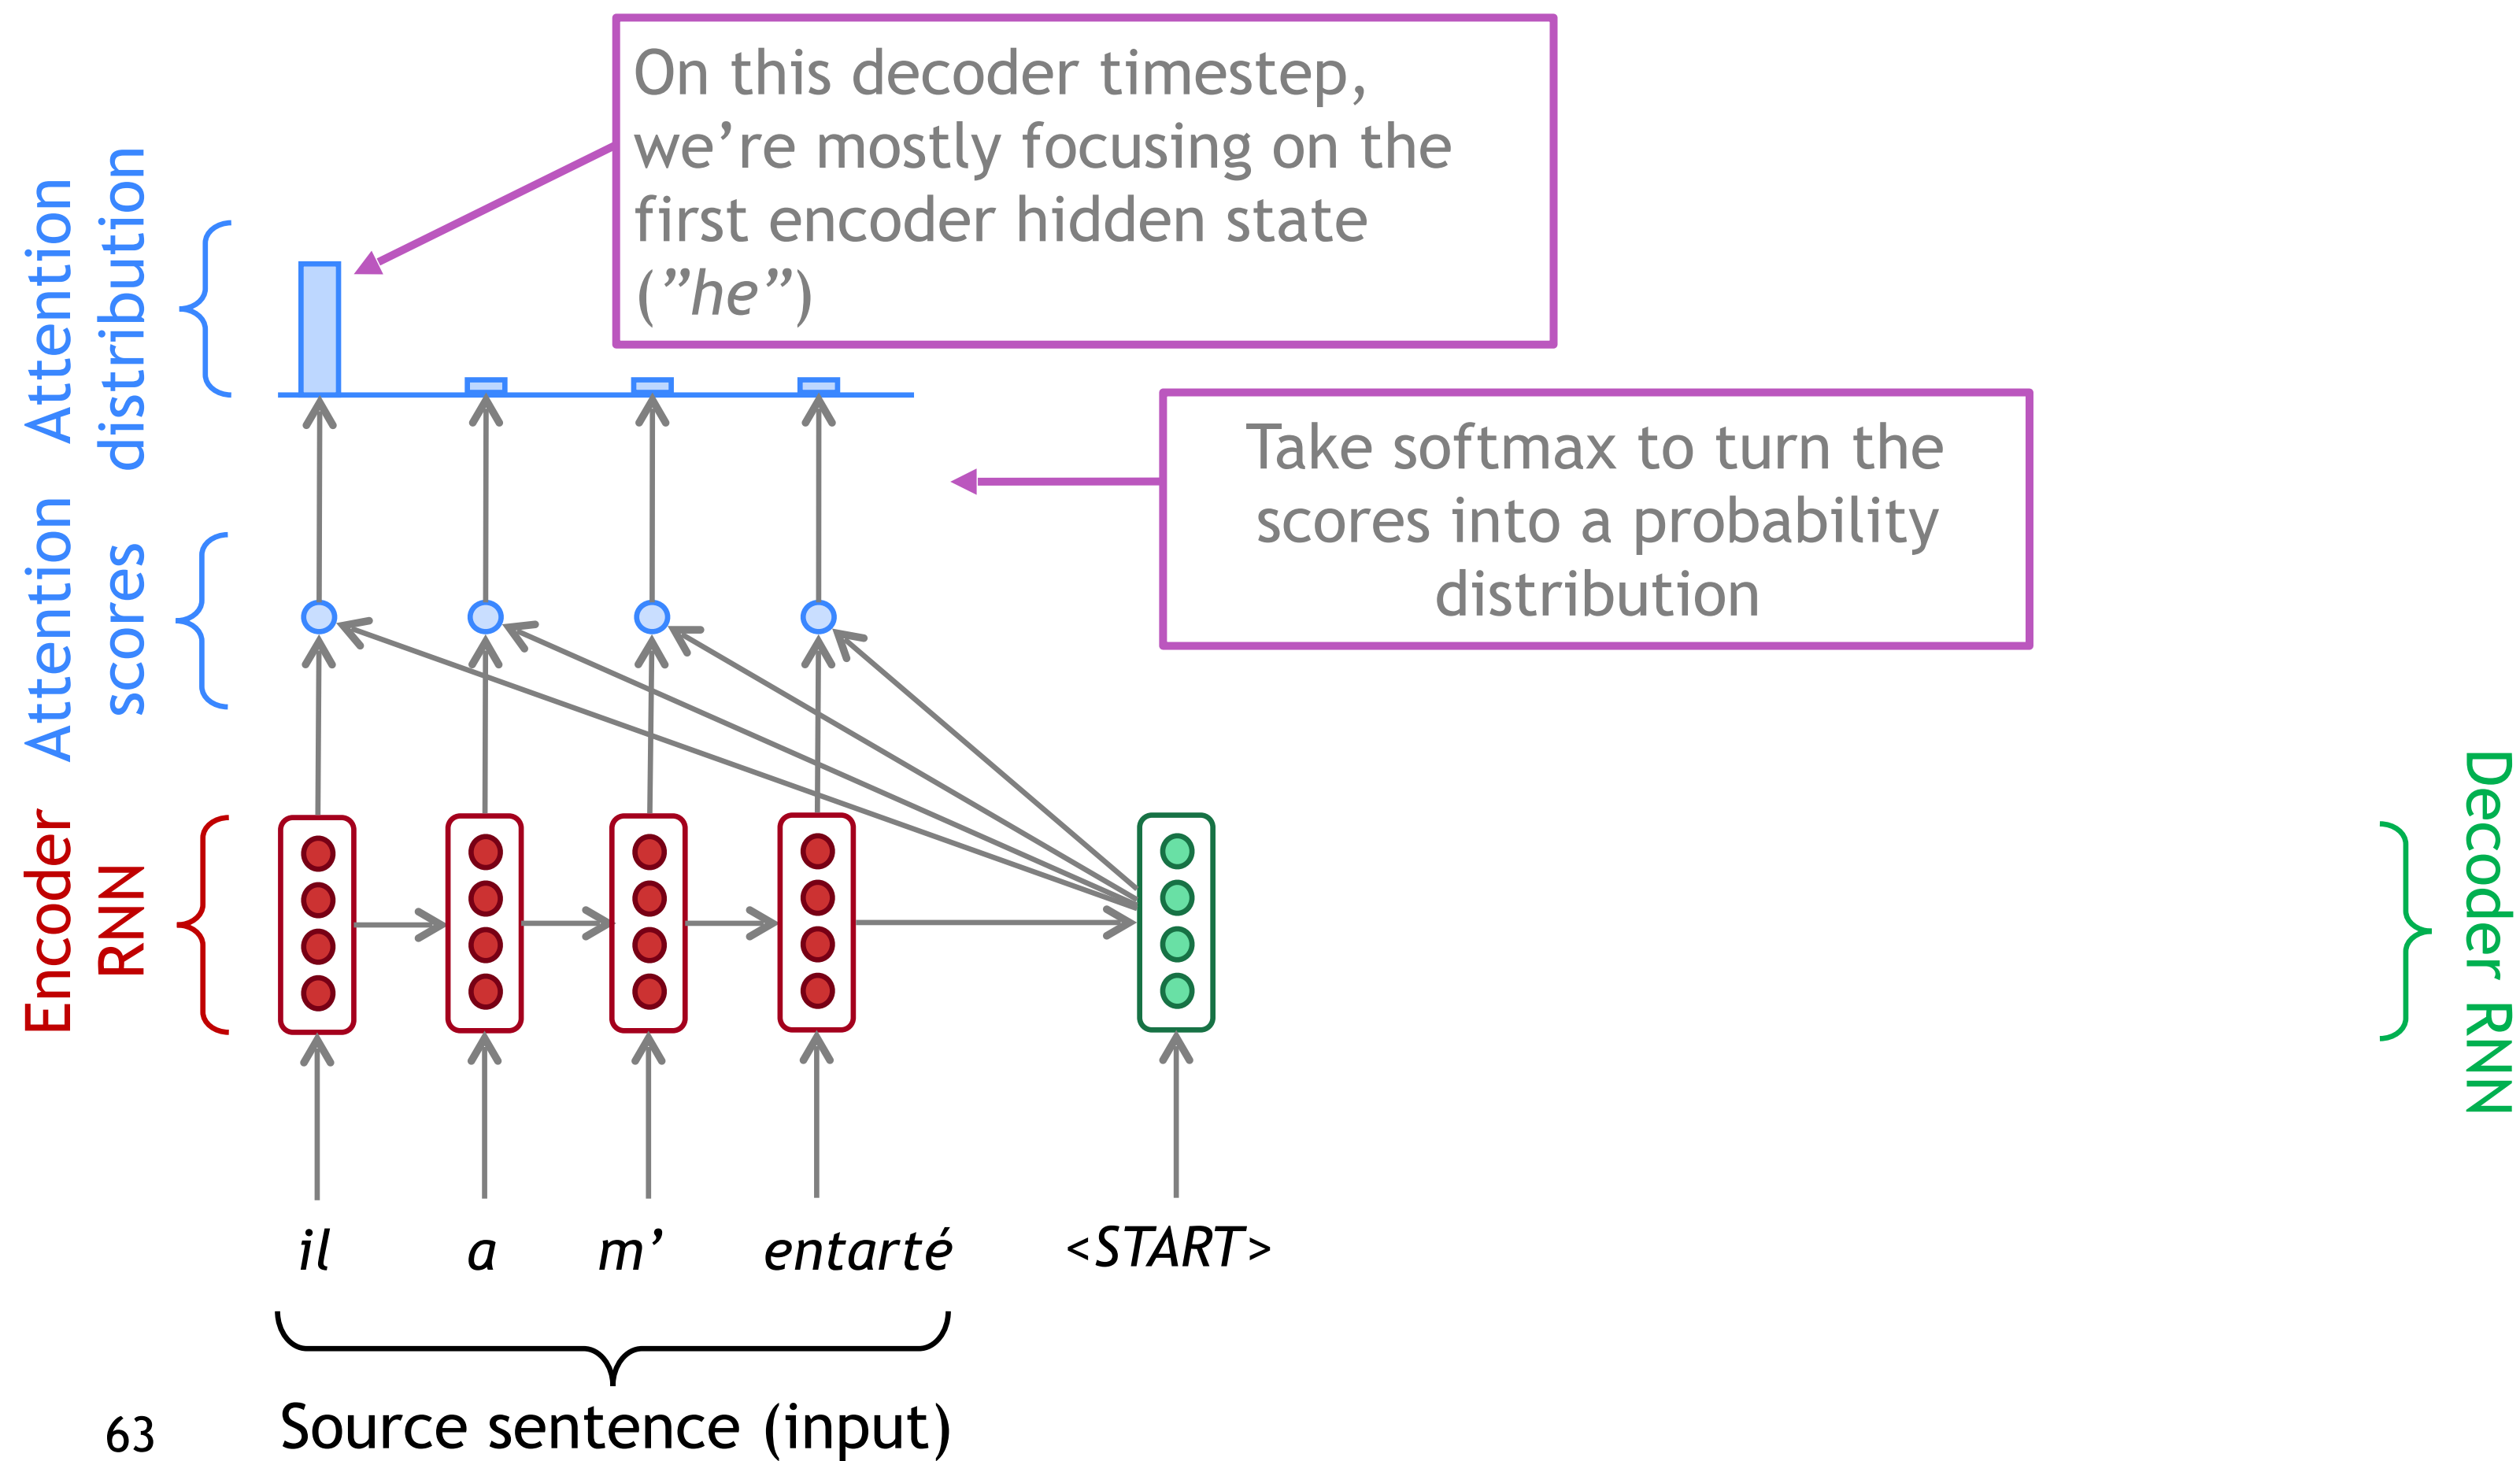 On this decoder timestep,
we’re mostly focusing on the
first encoder hidden state
(”he”)
Attention
distribution
Take softmax to turn the
scores into a probability
distribution
Attention
scores
Encoder
RNN
Decoder RNN
il a m’ entarté <START>
Source sentence (input)
63